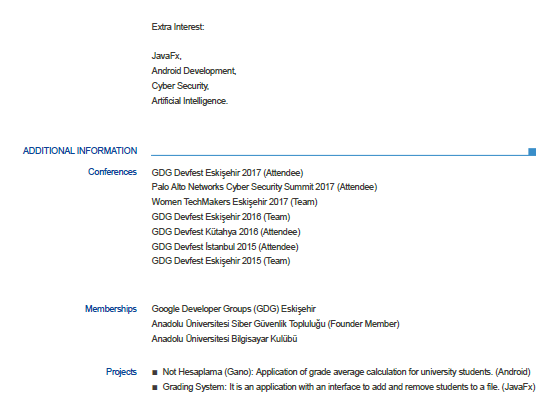 Extra Interest:
JavaFx,
Android Development,
Cyber Security,
Artificial Intelligence.
ADDITIONAL INFORMATION
Conferences
GDG Devfest Eskişehir 2017 (Attendee)
Palo Alto Networks Cyber Security Summit 2017 (Attendee)
Women TechMakers Eskişehir 2017 (Team)
GDG Devfest Eskişehir 2016 (Team)
GDG Devfest Kütahya 2016 (Attendee)
GDG Devfest İstanbul 2015 (Attendee)
GDG Devfest Eskişehir 2015 (Team)
Memberships
Google Developer Groups (GDG) Eskişehir
Anadolu Üniversitesi Siber Güvenlik Topluluğu (Founder Member)
Anadolu Üniversitesi Bilgisayar Kulübü
Projects
■ Not Hesaplama (Gano): Application of grade average calculation for university students. (Android)
■ Grading System: It is an application with an interface to add and remove students to a file. (JavaFx)